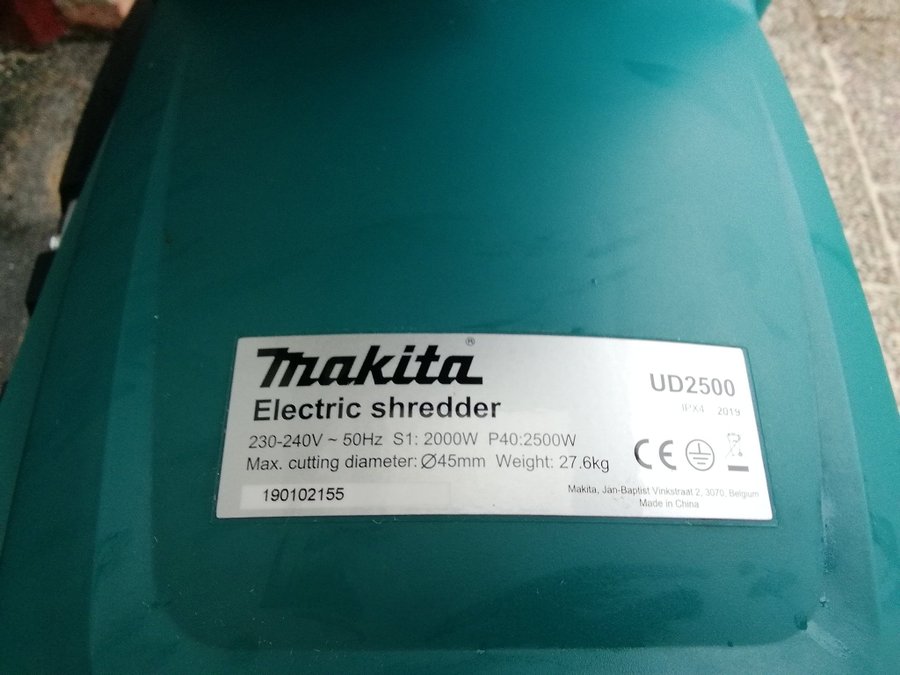 makita®
Electric shredder
UD2500
IPX4 2019
230-240V ~ 50Hz S1: 2000W P40:2500W
Max. cutting diameter: Ø45mm Weight: 27.6kg
CE
190102155
Makita, Jan-Baptist Vinkstraat 2, 3070, Belgium
Made in China